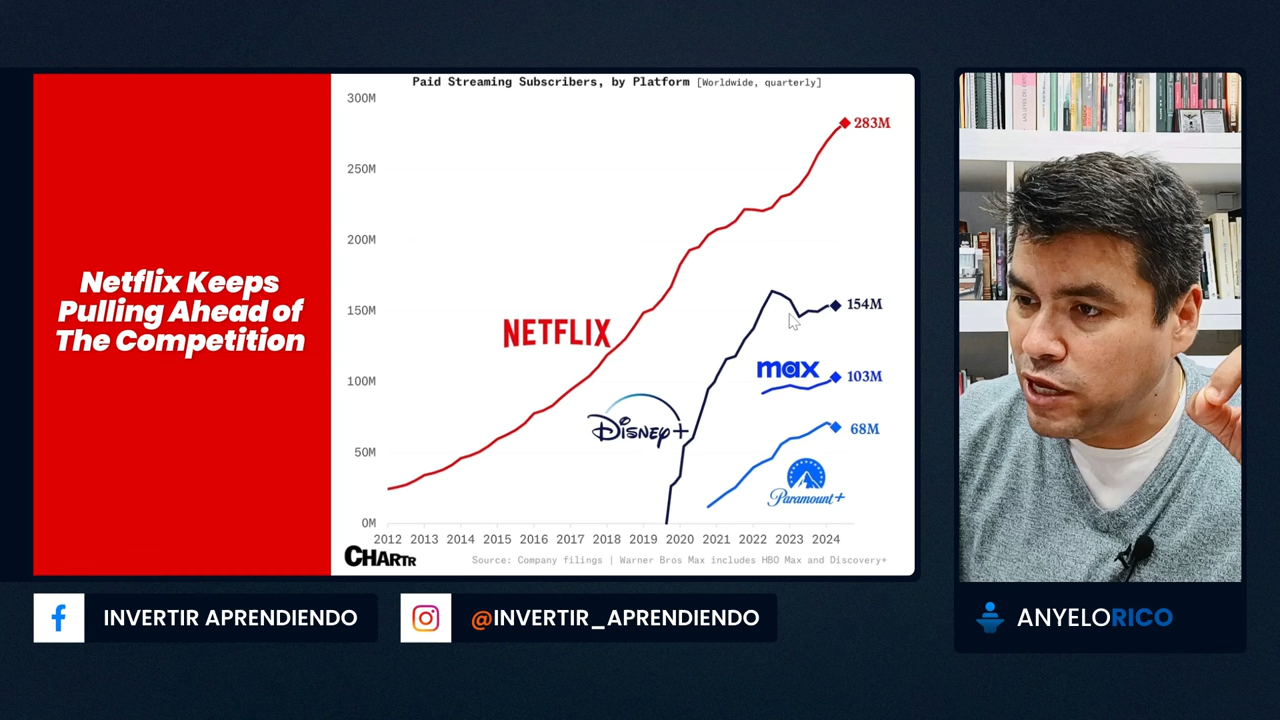 Netflix Keeps
Pulling Ahead of
The Competition
Paid Streaming Subscribers, by Platform [Worldwide, quarterly]
300M
250M
200M
150M
100M
50M
0M
283M
154M
103M
68M
NETFLIX
Disney+
max
Paramount+
2012 2013 2014 2015 2016 2017 2018 2019 2020 2021 2022 2023 2024
CHARTR
Source: Company filings | Warner Bros Max includes HBO Max and Discovery+
INVERTIR APRENDIENDO
@INVERTIR_APRENDIENDO
ANYELORICO